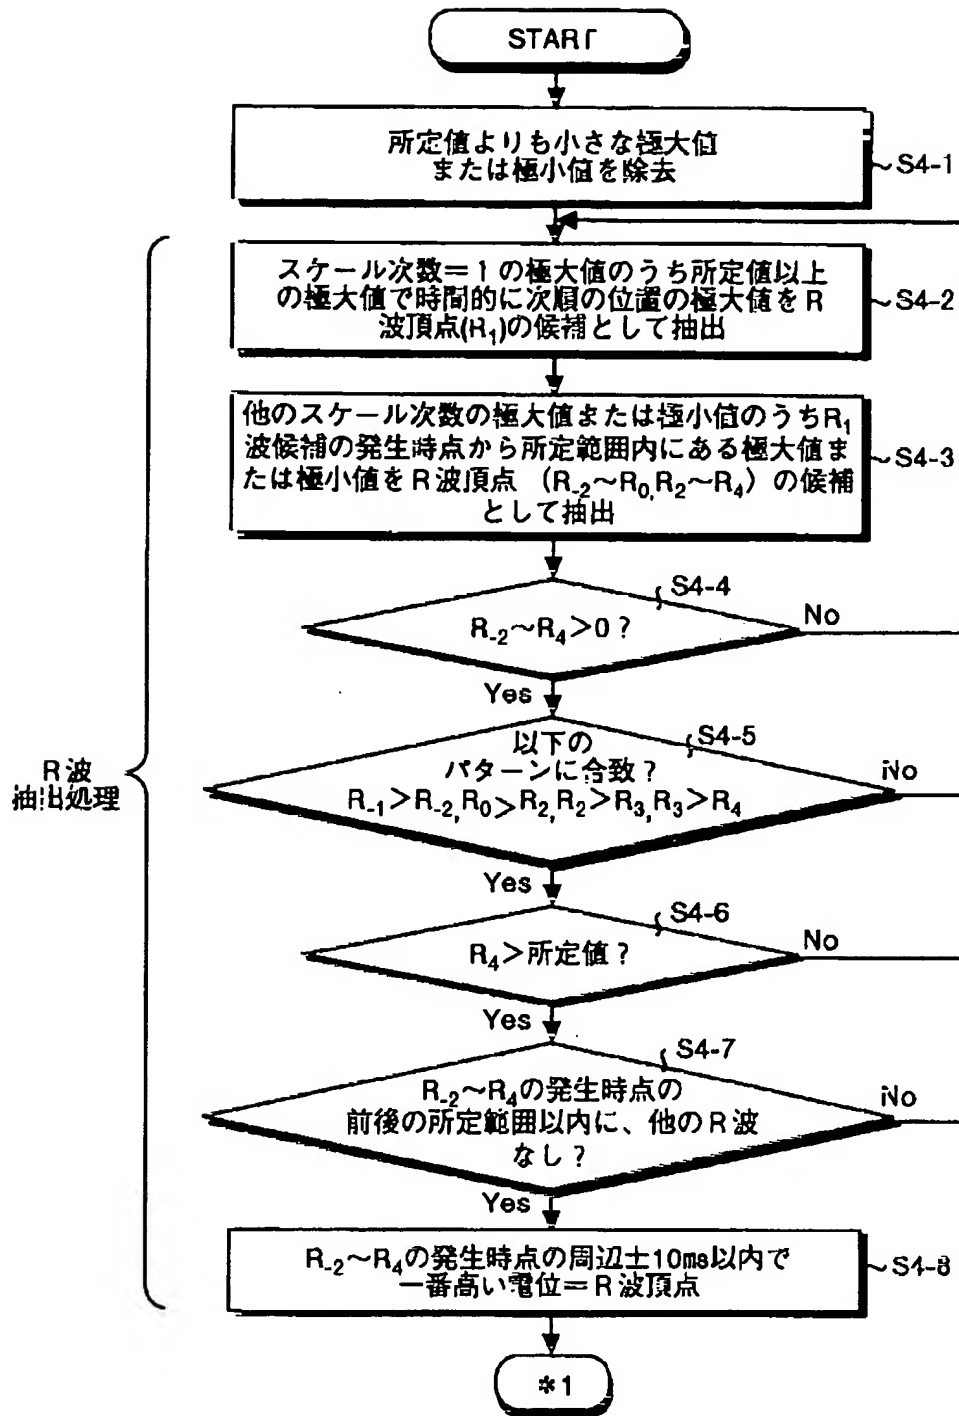 START
所定値よりも小さな極大値
または極小値を除去
S4-1
スケール次数=1の極大値のうち所定値以上
の極大値で時間的に次順の位置の極大値をR
波頂点(R₁)の候補として抽出
S4-2
他のスケール次数の極大値または極小値のうちR₁
波候補の発生時点から所定範囲内にある極大値ま
たは極小値をR波頂点 (R₋₂~R₀,R₂~R₄) の候補
として抽出
S4-3
S4-4
R₋₂~R₄>0?
No
Yes
S4-5
以下の
パターンに合致?
R₋₁>R₋₂,R₀>R₂,R₂>R₃,R₃>R₄
No
R波
抽出処理
Yes
S4-6
R₄>所定値?
No
Yes
S4-7
R₋₂~R₄の発生時点の
前後の所定範囲以内に、他のR波
なし?
No
Yes
R₋₂~R₄の発生時点の周辺±10ms以内で
一番高い電位=R波頂点
S4-8
*1